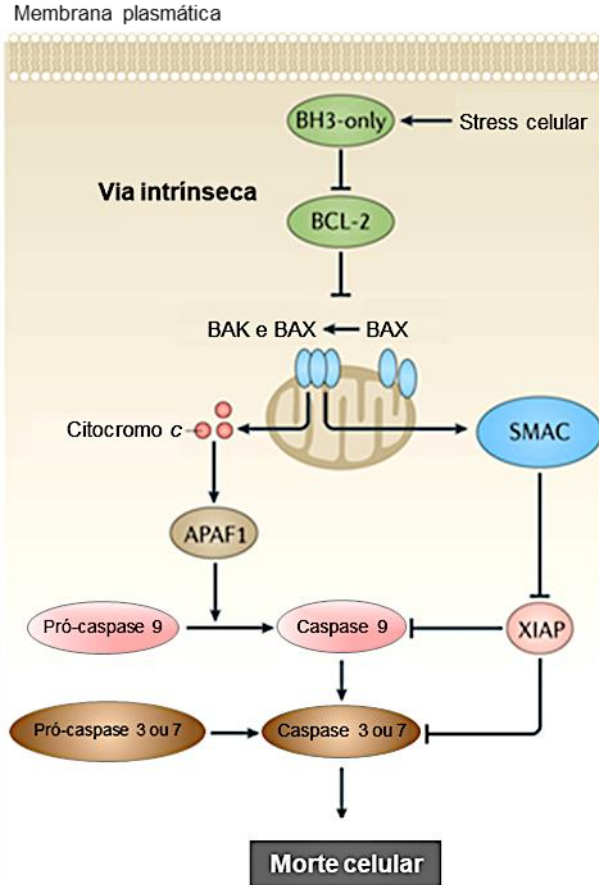 Membrana plasmática
BH3-only
Stress celular
Via intrínseca
BCL-2
BAK e BAX
BAX
Citocromo c
SMAC
APAF1
Pró-caspase 9
Caspase 9
XIAP
Pró-caspase 3 ou 7
Caspase 3 ou 7
Morte celular